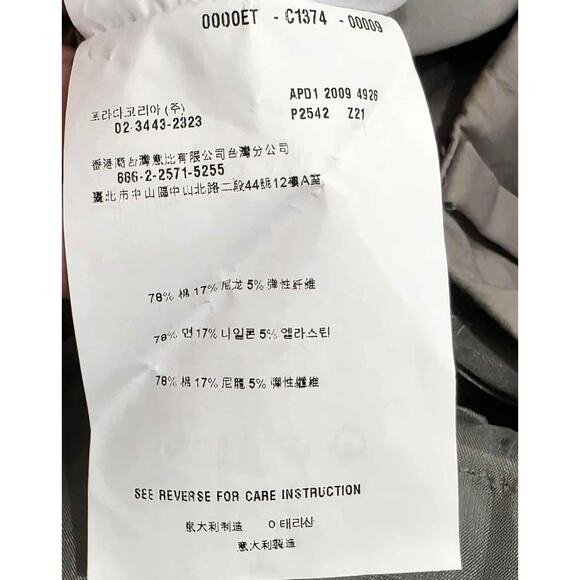 0000ET - C1374 - 00009
APD1 2009 4926
프라다코리아 (주)
02-3443-2323
P2542 Z21
香港商台灣意比有限公司台灣分公司
886-2-2571-5255
臺北市中山區中山北路二段44號12樓A室
78% 棉 17% 尼龙 5% 弹性纤维
78% 면 17% 나일론 5% 엘라스틴
78% 棉 17% 尼龍 5% 彈性纖維
SEE REVERSE FOR CARE INSTRUCTION
意大利制造 이태리산
意大利製造